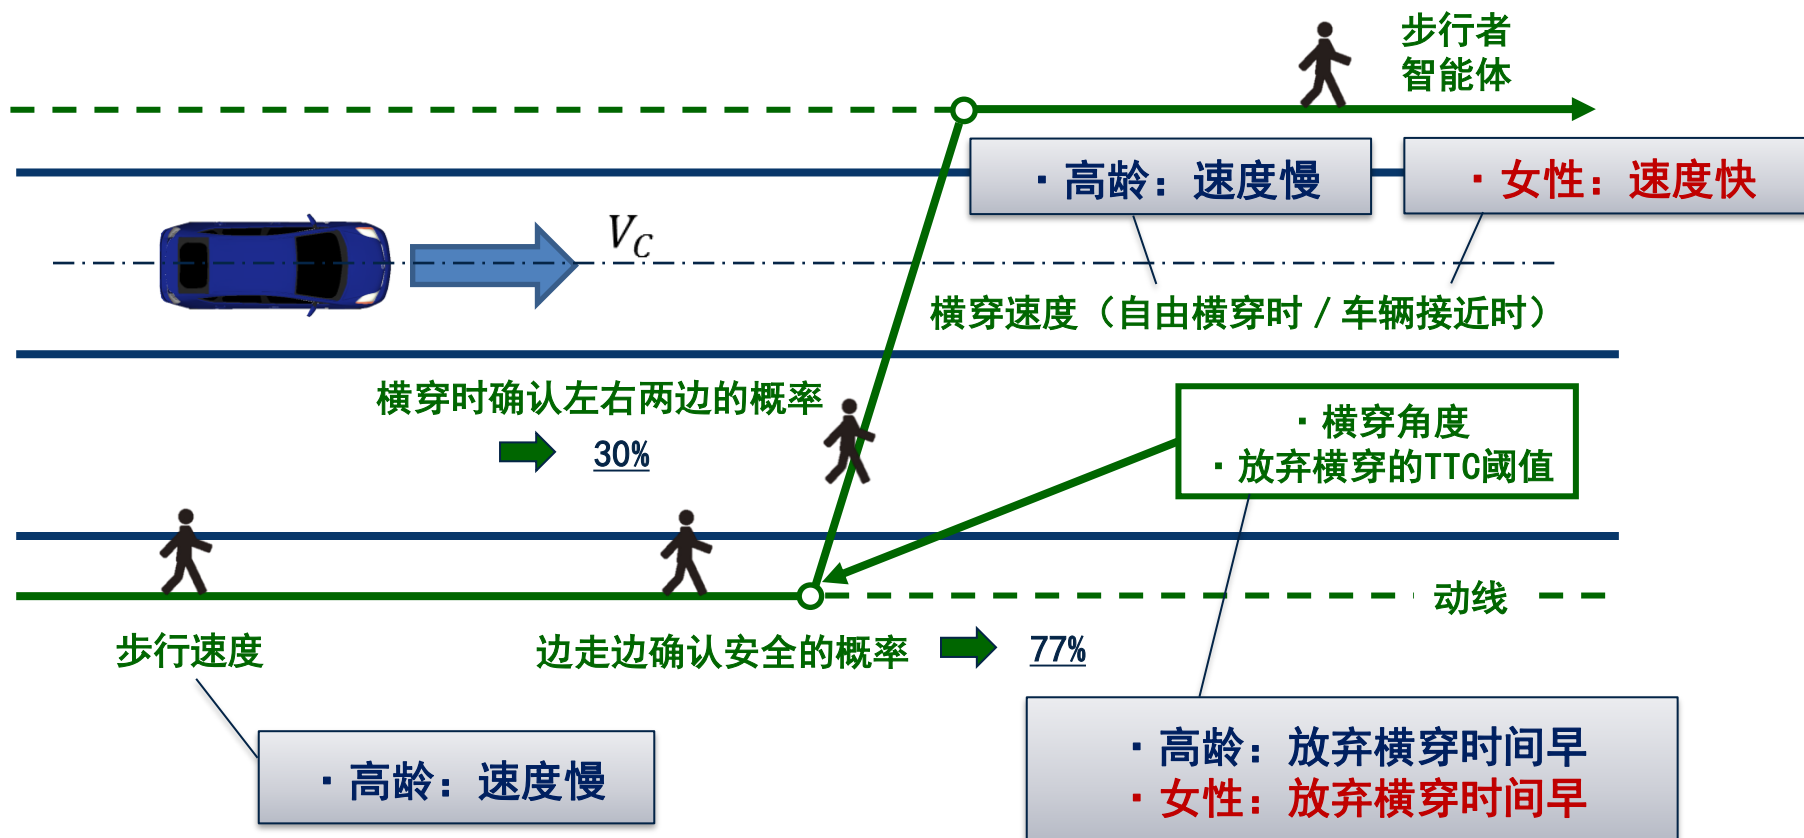 步行者
智能体
·高龄：速度慢
·女性：速度快
V_C
横穿速度（自由横穿时/车辆接近时）
横穿时确认左右两边的概率
30%
·横穿角度
·放弃横穿的TTC阈值
动线
步行速度
边走边确认安全的概率
77%
·高龄：速度慢
·高龄：放弃横穿时间早
·女性：放弃横穿时间早